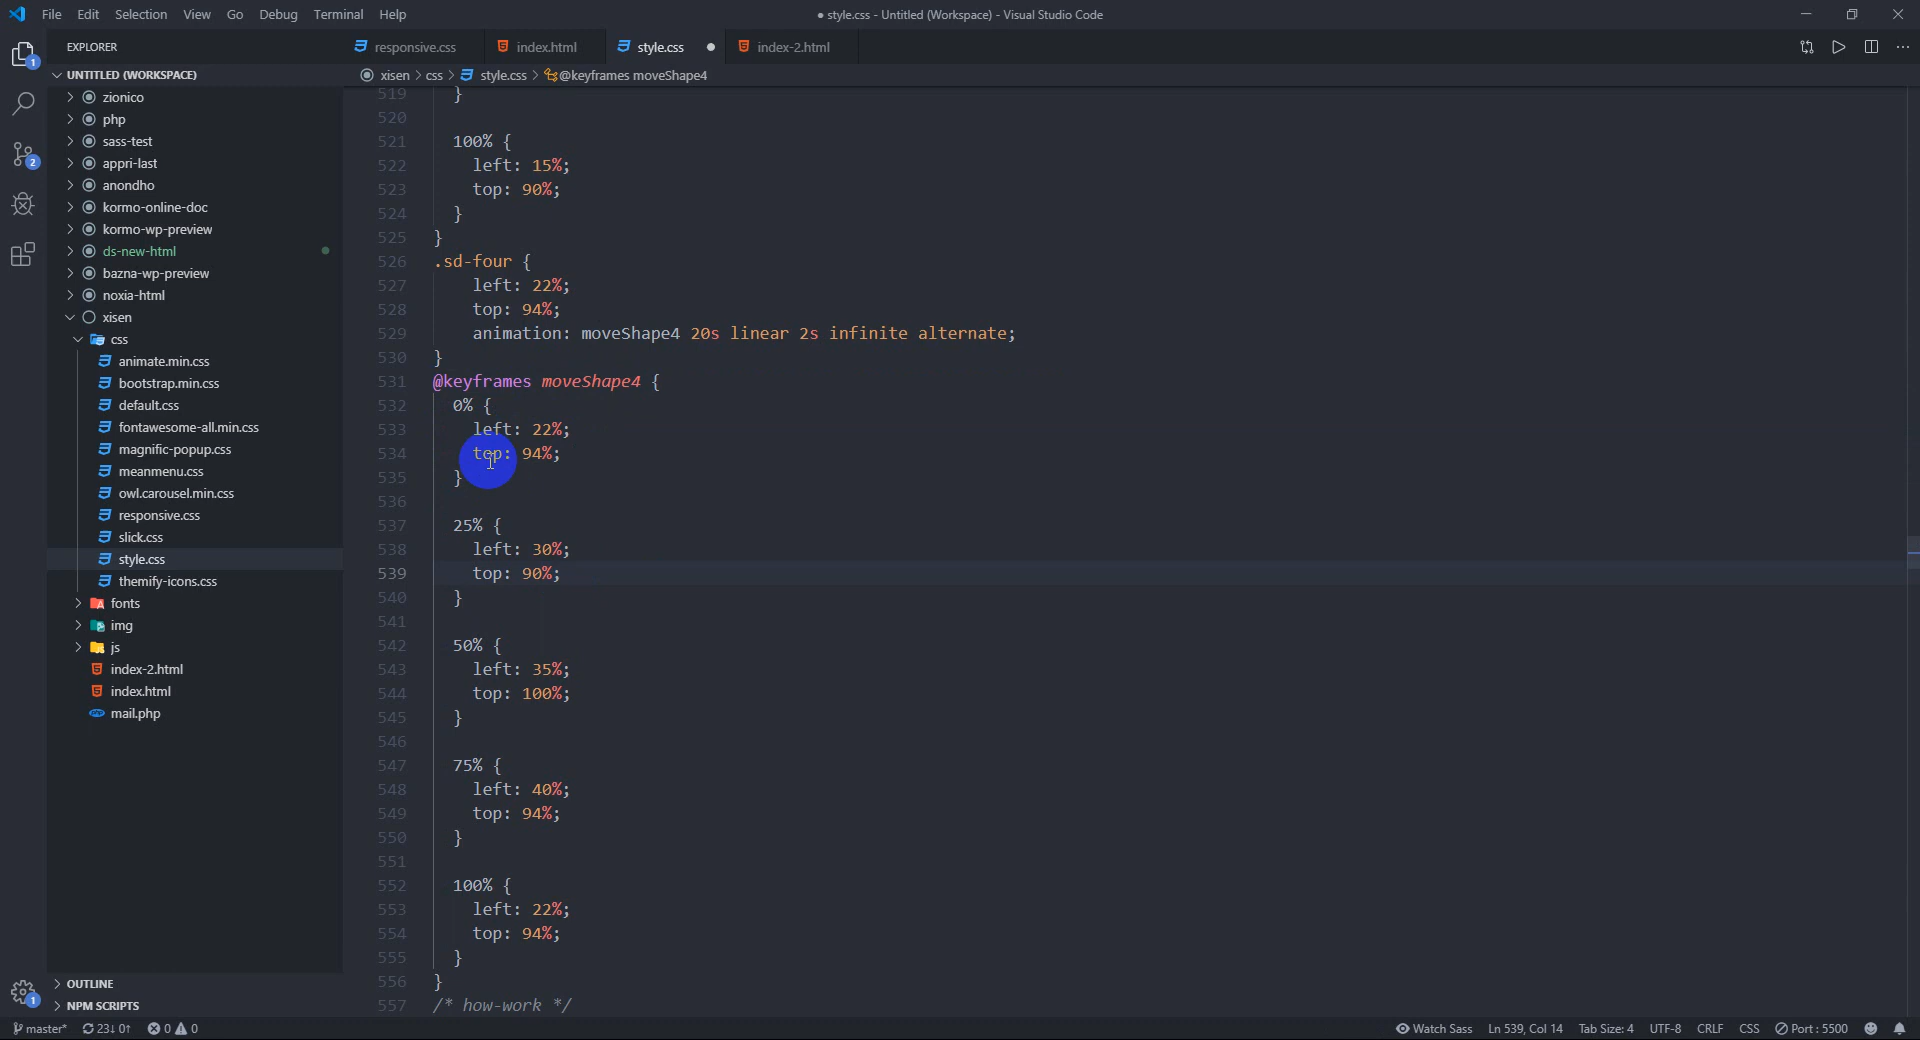 File Edit Selection View Go Debug Terminal Help
● style.css - Untitled (Workspace) - Visual Studio Code
EXPLORER
responsive.css index.html style.css ● index-2.html
UNTITLED (WORKSPACE)
xisen > css > style.css > @keyframes moveShape4
zionico
php
sass-test
appri-last
anondho
kormo-online-doc
kormo-wp-preview
ds-new-html
bazna-wp-preview
noxia-html
xisen
css
animate.min.css
bootstrap.min.css
default.css
fontawesome-all.min.css
magnific-popup.css
meanmenu.css
owl.carousel.min.css
responsive.css
slick.css
style.css
themify-icons.css
fonts
img
js
index-2.html
index.html
mail.php
OUTLINE
NPM SCRIPTS
519 }
520
521 100% {
522 left: 15%;
523 top: 90%;
524 }
525 }
526 .sd-four {
527 left: 22%;
528 top: 94%;
529 animation: moveShape4 20s linear 2s infinite alternate;
530 }
531 @keyframes moveShape4 {
532 0% {
533 left: 22%;
534 top: 94%;
535 }
536
537 25% {
538 left: 30%;
539 top: 90%;
540 }
541
542 50% {
543 left: 35%;
544 top: 100%;
545 }
546
547 75% {
548 left: 40%;
549 top: 94%;
550 }
551
552 100% {
553 left: 22%;
554 top: 94%;
555 }
556 }
557 /* how-work */
1
2
1
master* 23↓ 0↑ 0 0 Watch Sass Ln 539, Col 14 Tab Size: 4 UTF-8 CRLF CSS Port : 5500